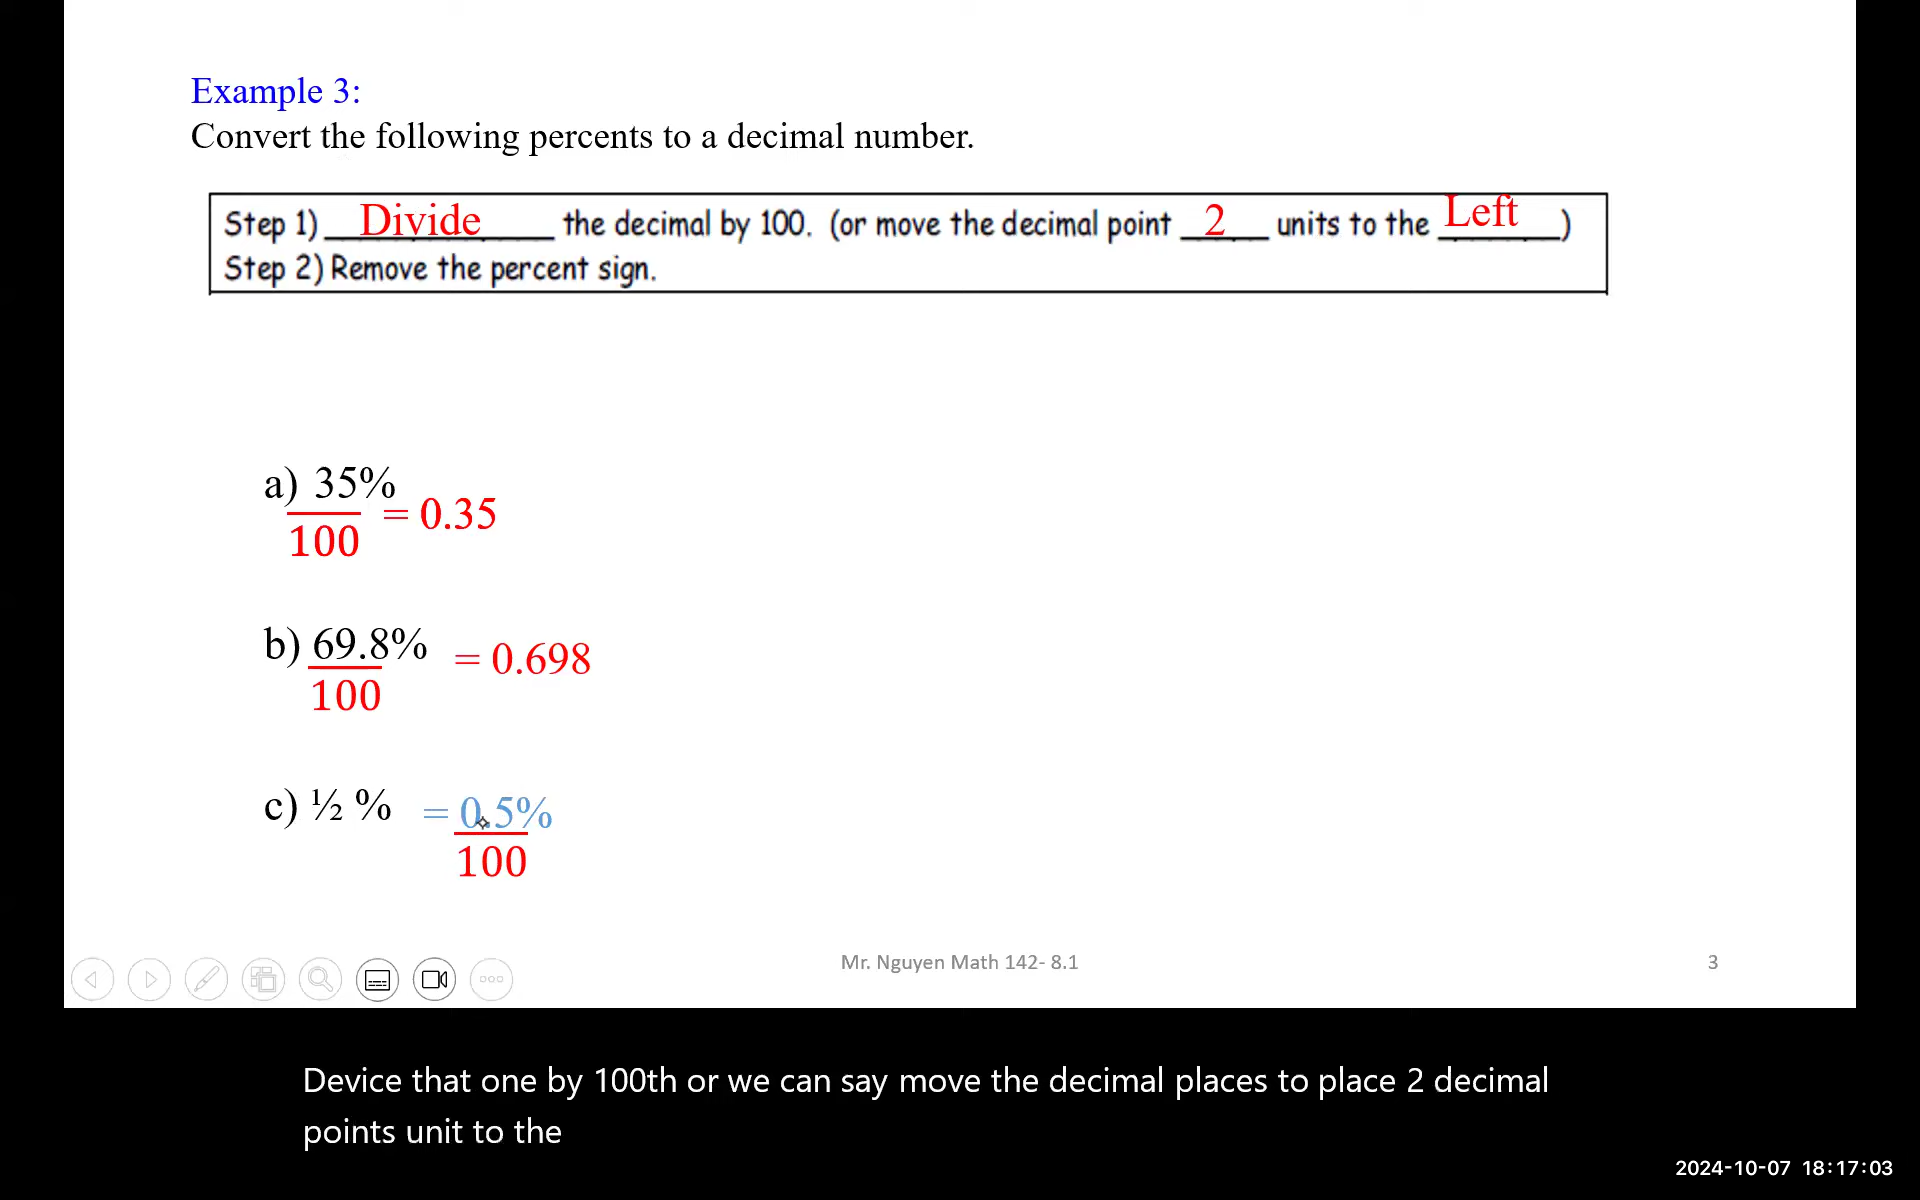 Example 3:
Convert the following percents to a decimal number.
Step 1) Divide the decimal by 100. (or move the decimal point 2 units to the Left )
Step 2) Remove the percent sign.
a) 35%
100
= 0.35
b) 69.8%
100
= 0.698
c) ½ % = 0.5%
100
Mr. Nguyen Math 142- 8.1
3
Device that one by 100th or we can say move the decimal places to place 2 decimal
points unit to the
2024-10-07 18:17:03